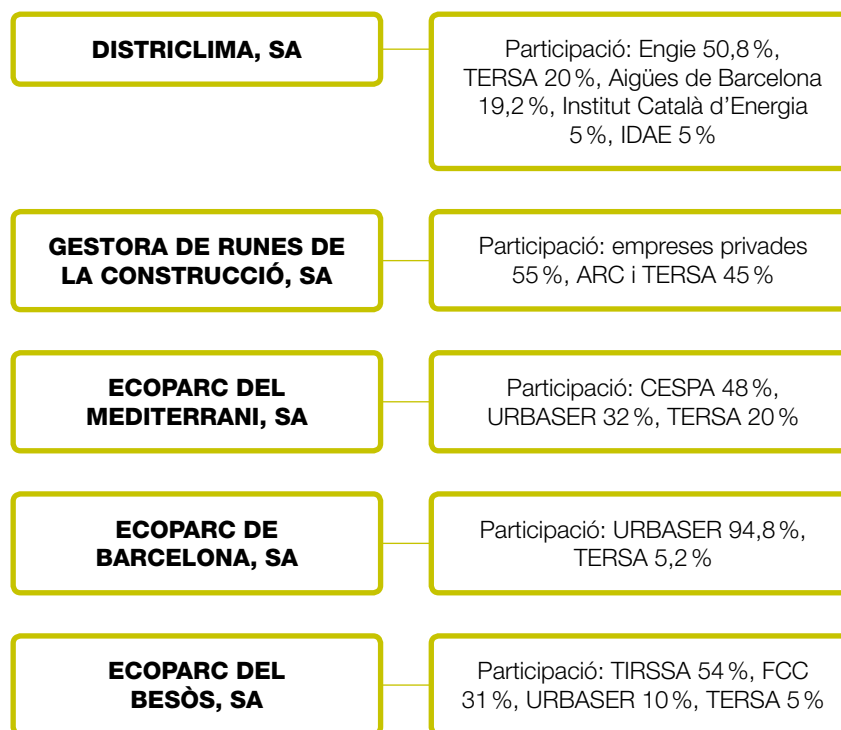 DISTRICLIMA, SA
Participació: Engie 50,8 %,
TERSA 20 %, Aigües de Barcelona
19,2 %, Institut Català d’Energia
5 %, IDAE 5 %
GESTORA DE RUNES DE
LA CONSTRUCCIÓ, SA
Participació: empreses privades
55 %, ARC i TERSA 45 %
ECOPARC DEL
MEDITERRANI, SA
Participació: CESPA 48 %,
URBASER 32 %, TERSA 20 %
ECOPARC DE
BARCELONA, SA
Participació: URBASER 94,8 %,
TERSA 5,2 %
ECOPARC DEL
BESÒS, SA
Participació: TIRSSA 54 %, FCC
31 %, URBASER 10 %, TERSA 5 %